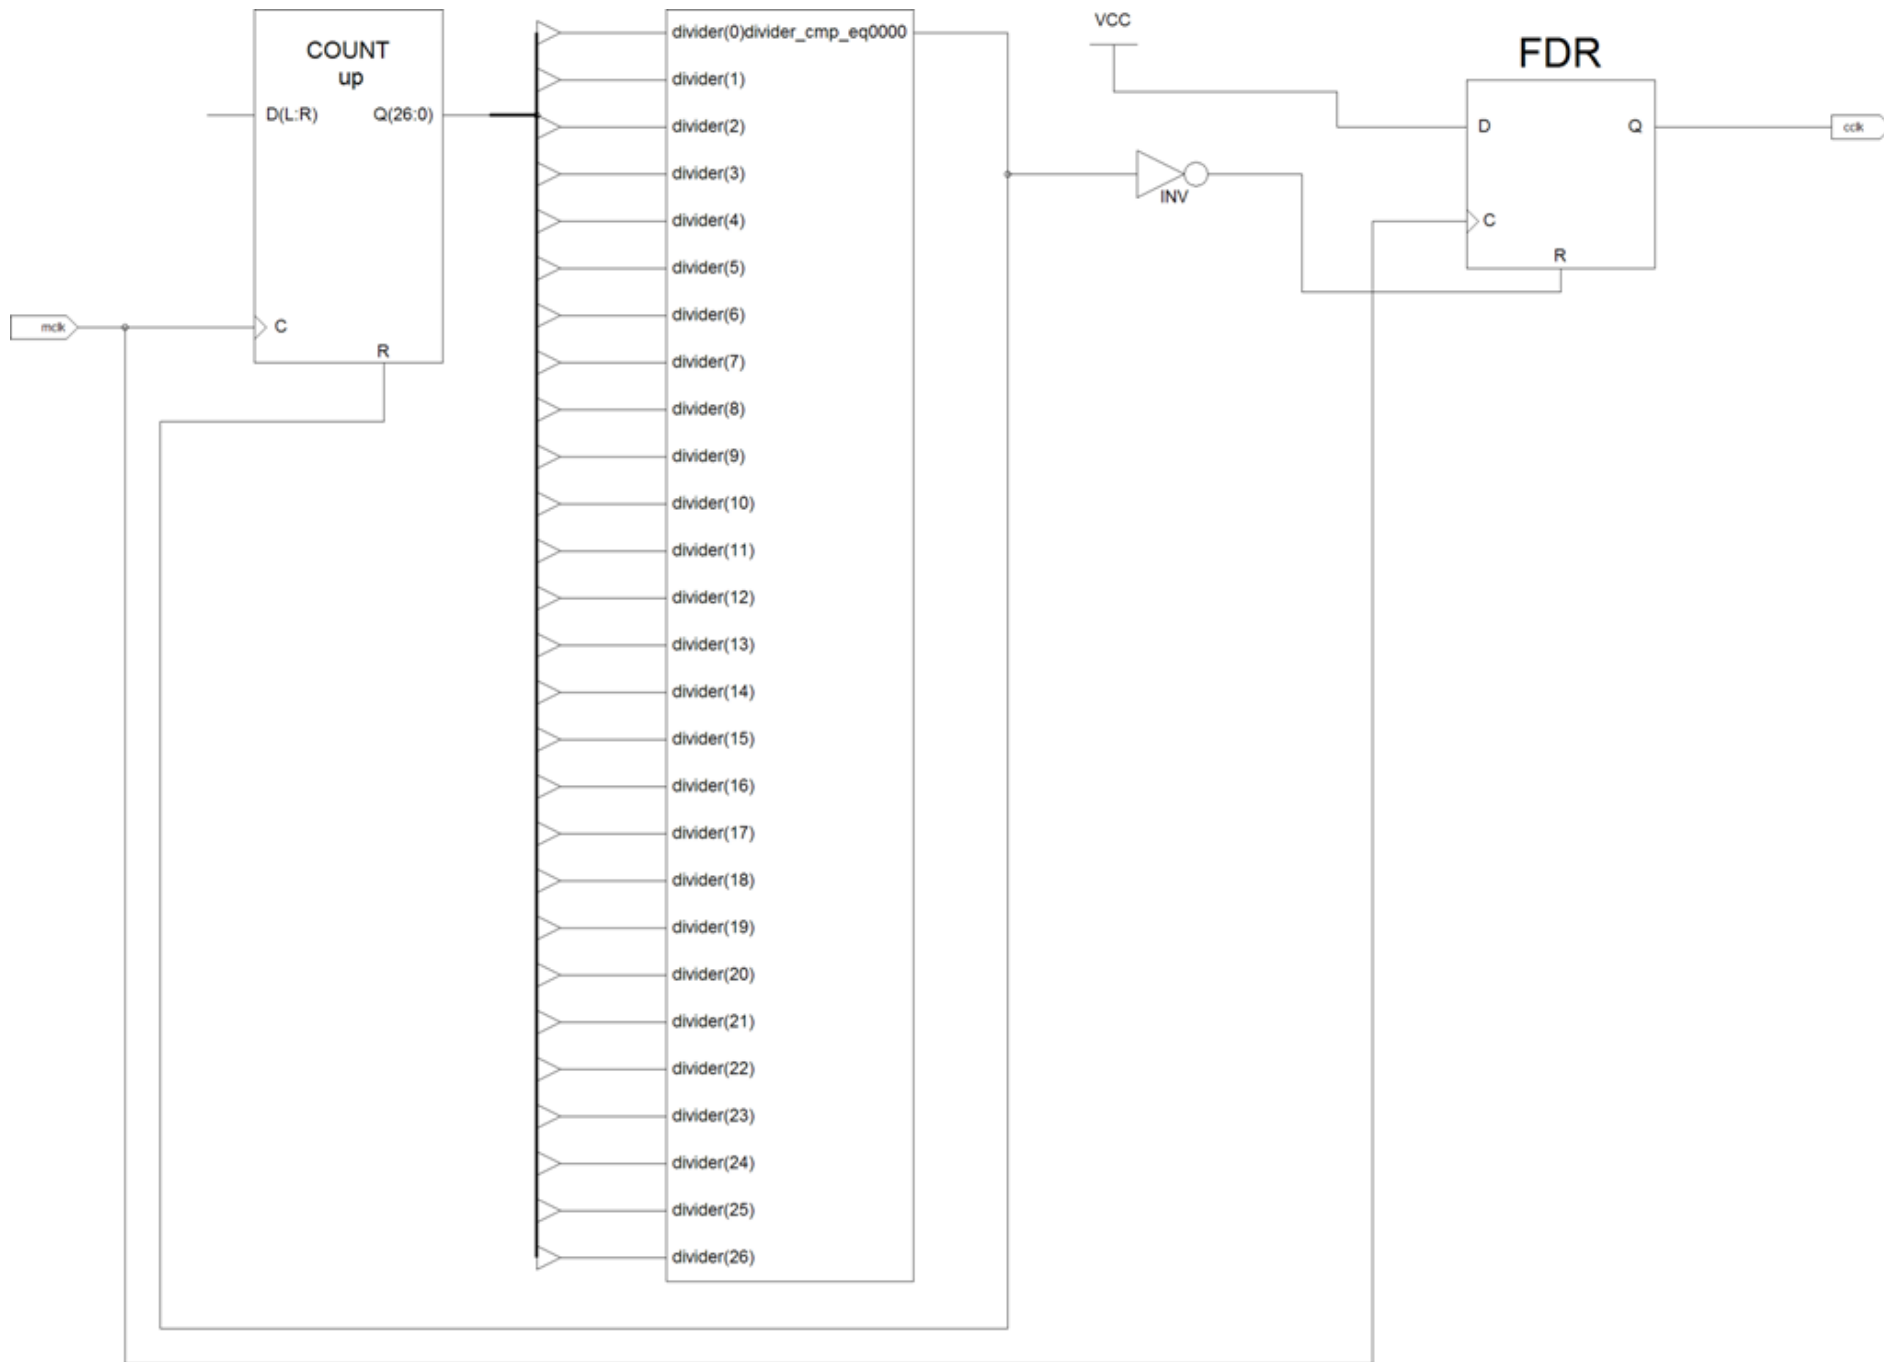 COUNT
up
D(L:R) Q(26:0)
C
R
mclk
divider(0)divider_cmp_eq0000
divider(1)
divider(2)
divider(3)
divider(4)
divider(5)
divider(6)
divider(7)
divider(8)
divider(9)
divider(10)
divider(11)
divider(12)
divider(13)
divider(14)
divider(15)
divider(16)
divider(17)
divider(18)
divider(19)
divider(20)
divider(21)
divider(22)
divider(23)
divider(24)
divider(25)
divider(26)
VCC
INV
FDR
D Q
C
R
cclk